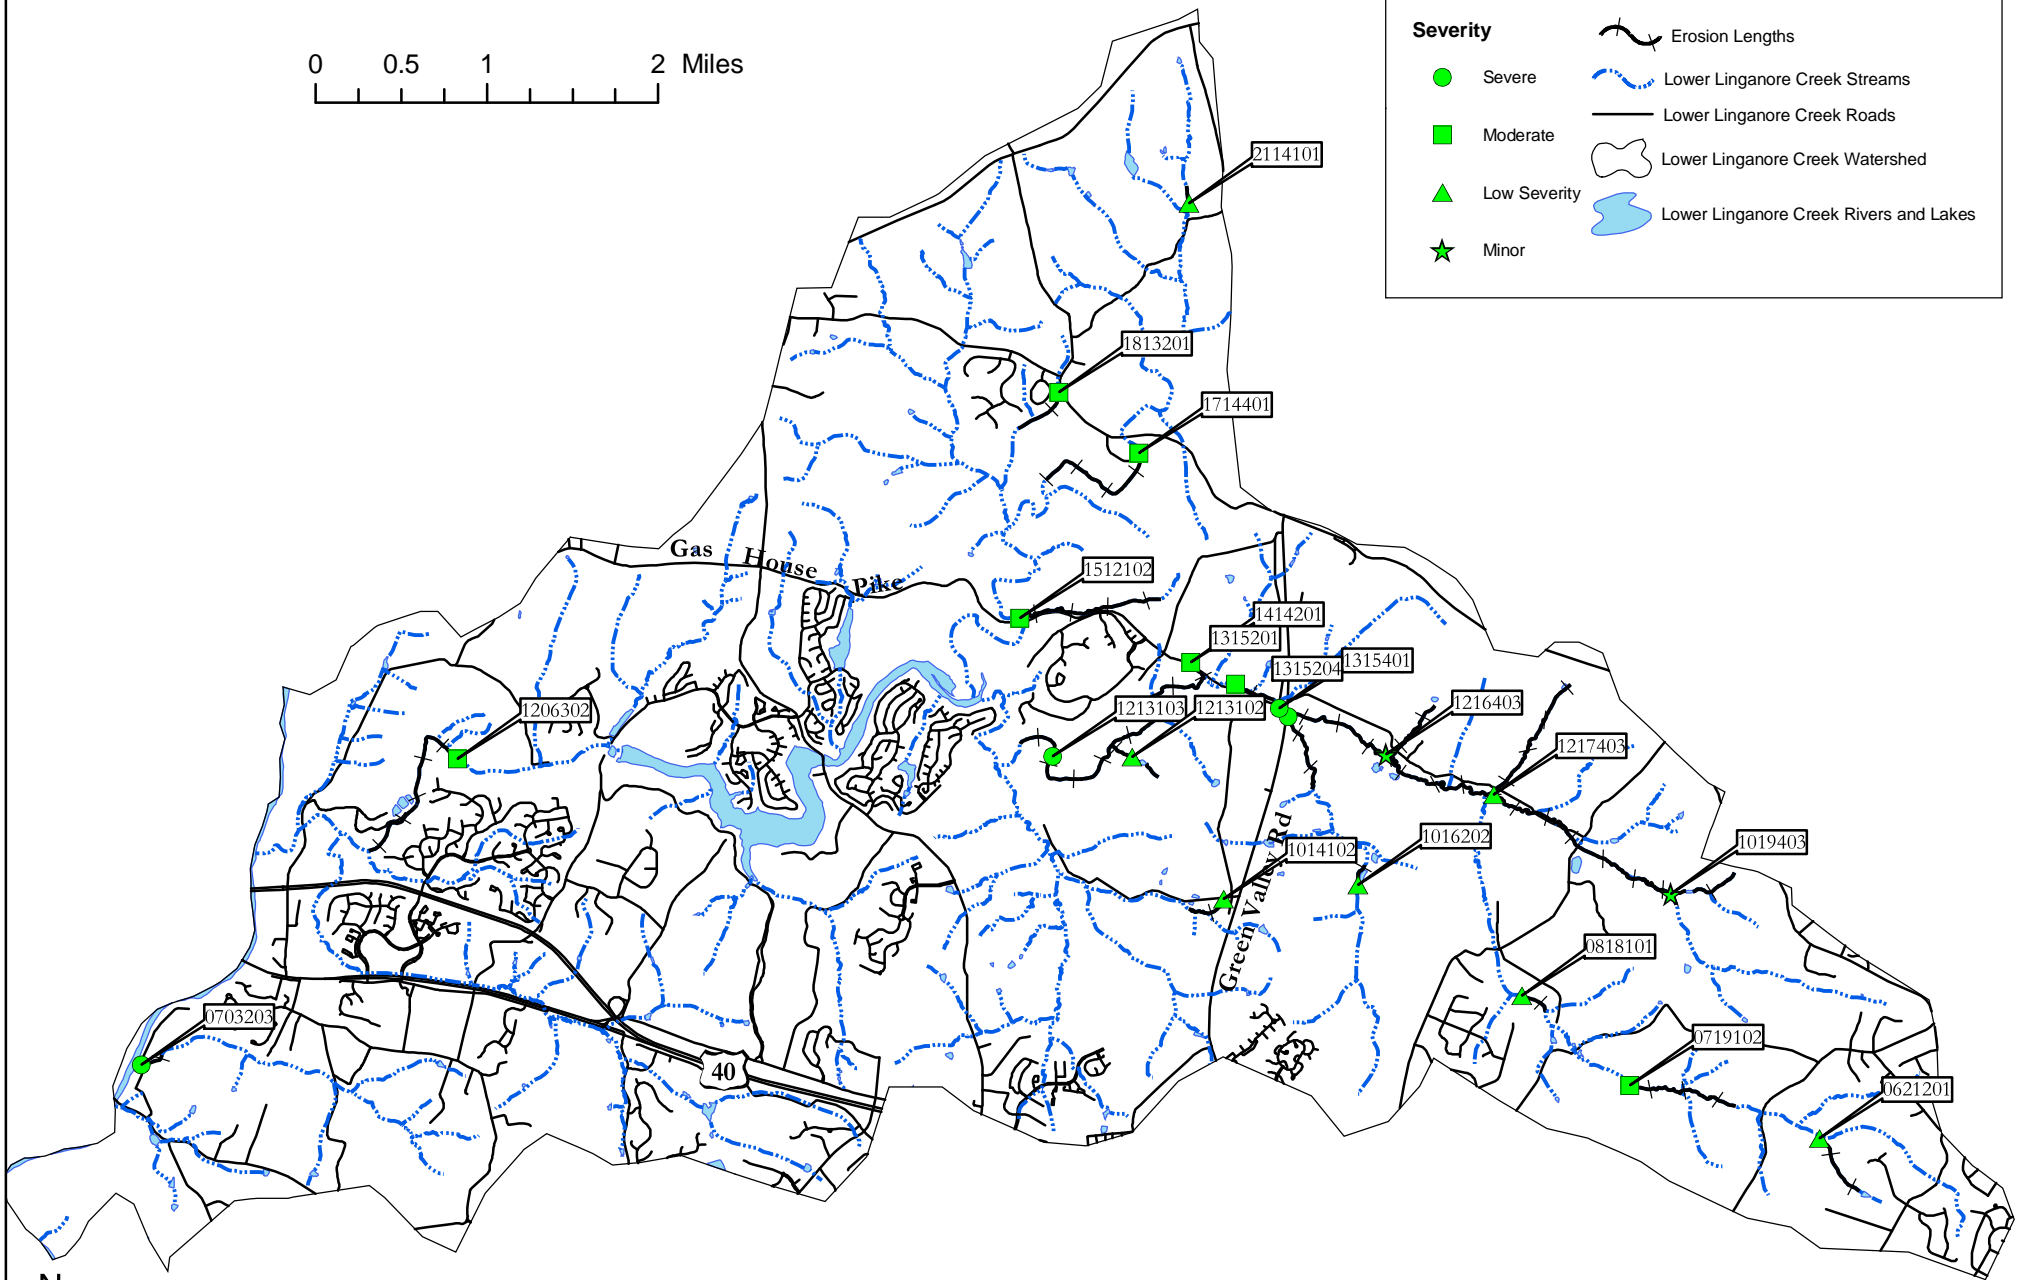 0 0.5 1 2 Miles
Severity
Severe
Moderate
Low Severity
Minor
Erosion Lengths
Lower Linganore Creek Streams
Lower Linganore Creek Roads
Lower Linganore Creek Watershed
Lower Linganore Creek Rivers and Lakes
2114101
1813201
1714401
Gas House Pike
1512102
1414201
1315201
1315204
1315401
1206302
1213103
1213102
1216403
1217403
1014102
1016202
1019403
Green Valley Rd
0818101
0703203
40
0719102
0621201